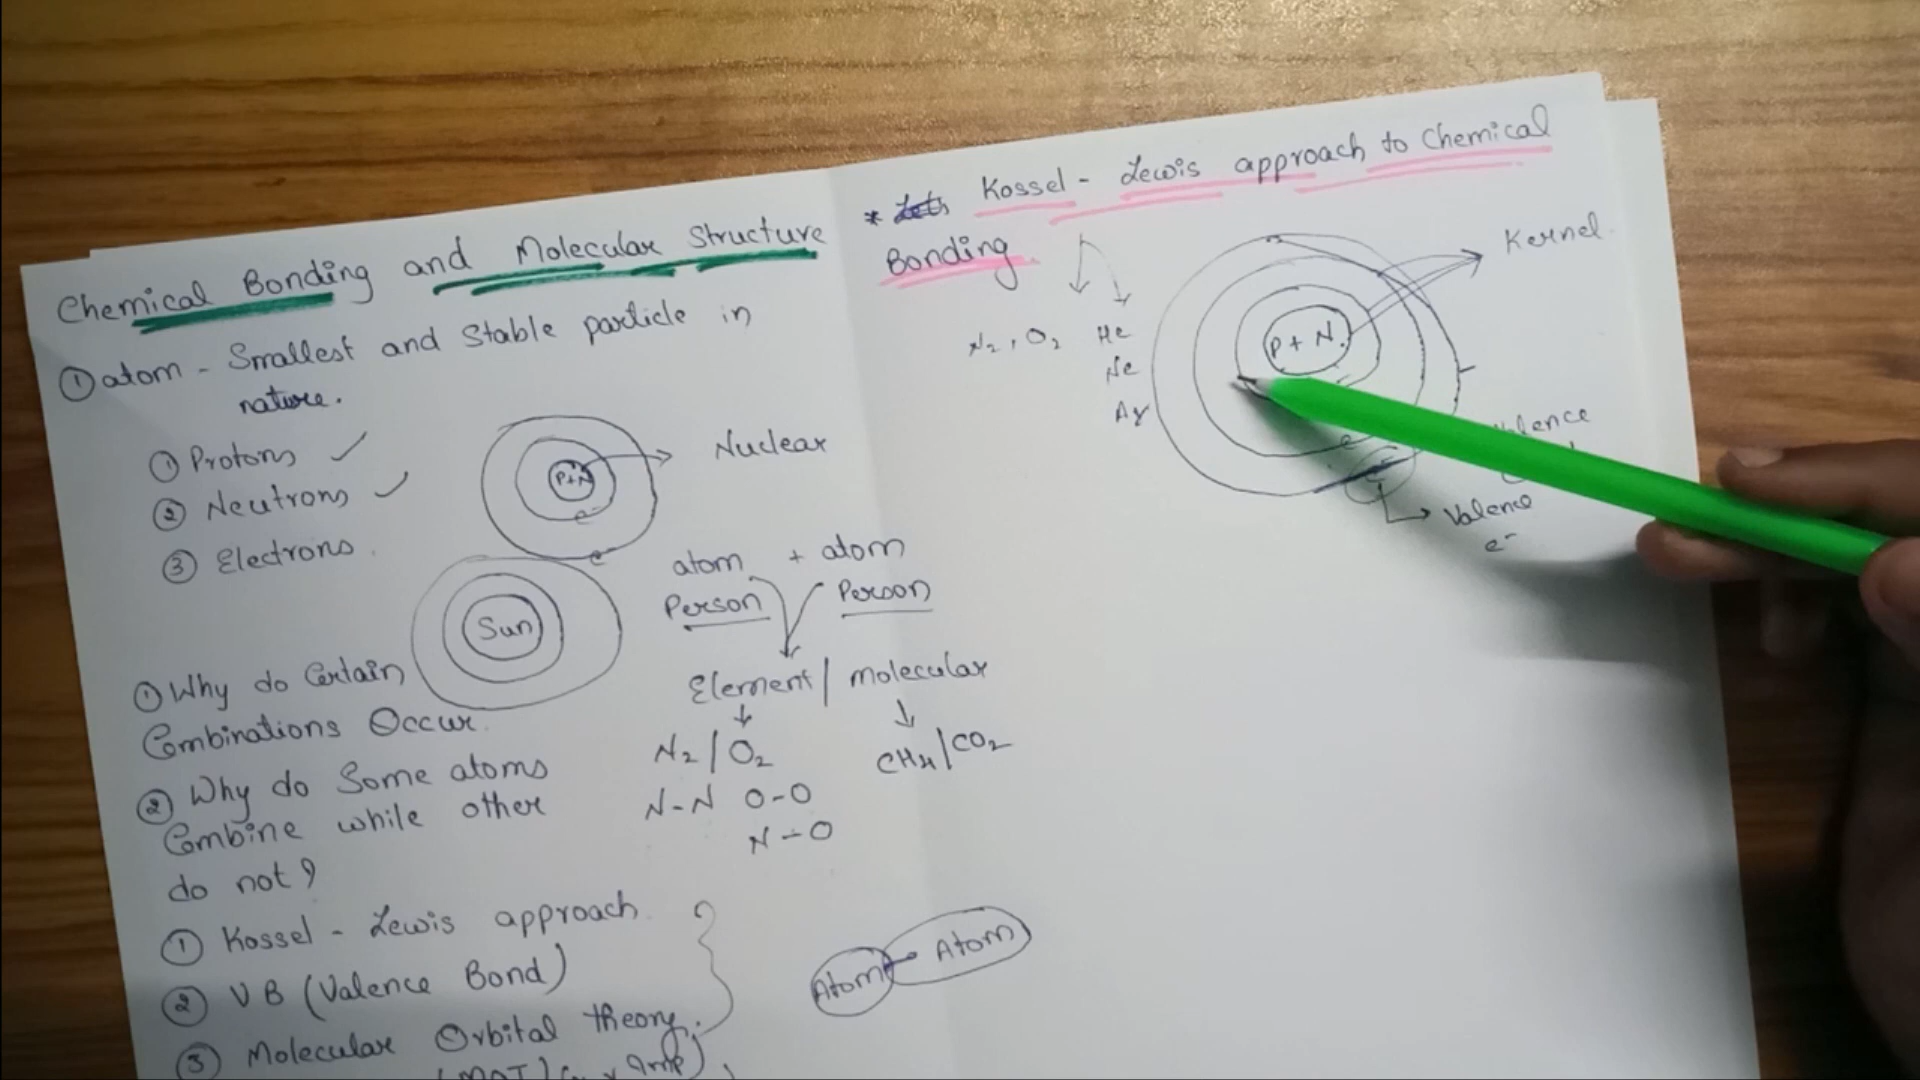 Chemical Bonding and Molecular Structure
① atom - Smallest and Stable particle in
nature.
① Protons ✓
② Neutrons ✓
③ Electrons.
P+N
Nuclear
e
e
Sun
atom + atom
Person Person
Element / molecular
N₂ / O₂ CH₄ / CO₂
N-N O-O
N-O
① Why do Certain
Combinations Occur.
② Why do Some atoms
Combine while other
do not?
① Kossel - Lewis approach
② VB (Valence Bond)
③ Molecular Orbital theory.
Atom Atom
* Kossel - Lewis approach to Chemical
Bonding
N₂, O₂ He
Ne
Ar
P + N.
Kernel.
e
Valence
e⁻